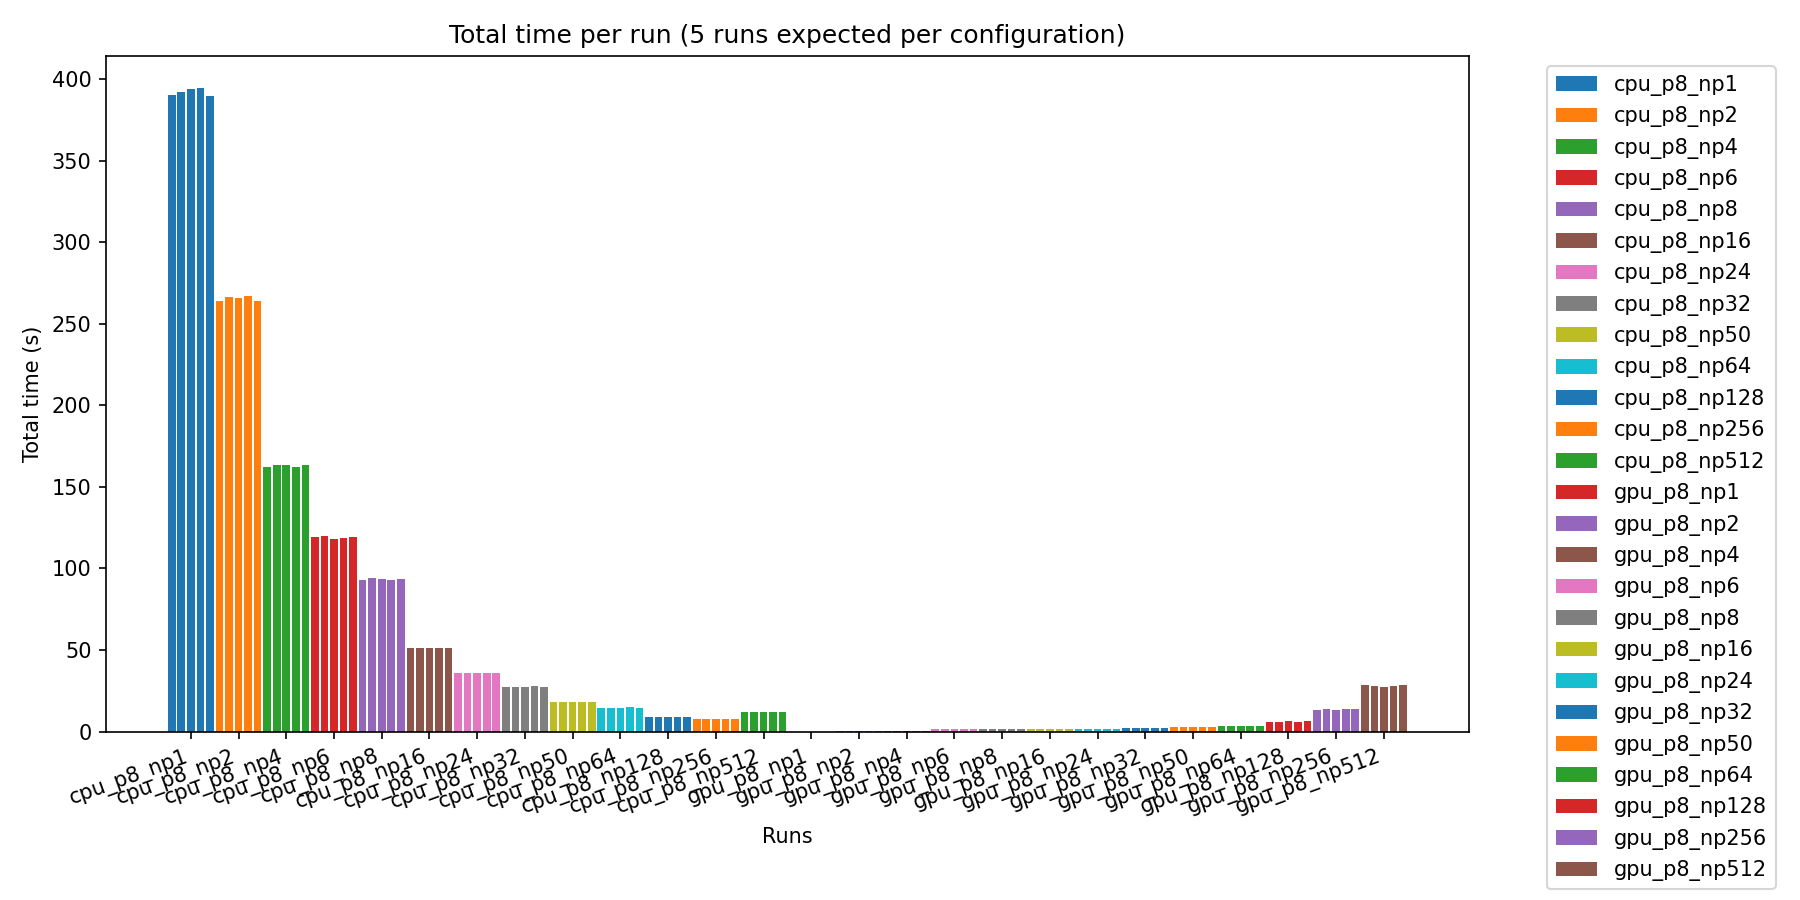 Total time per run (5 runs expected per configuration)
Total time (s)
400
350
300
250
200
150
100
50
0
cpu_p8_np1
cpu_p8_np2
cpu_p8_np4
cpu_p8_np6
cpu_p8_np8
cpu_p8_np16
cpu_p8_np24
cpu_p8_np32
cpu_p8_np50
cpu_p8_np64
cpu_p8_np128
cpu_p8_np256
cpu_p8_np512
gpu_p8_np1
gpu_p8_np2
gpu_p8_np4
gpu_p8_np6
gpu_p8_np8
gpu_p8_np16
gpu_p8_np24
gpu_p8_np32
gpu_p8_np50
gpu_p8_np64
gpu_p8_np128
gpu_p8_np256
gpu_p8_np512
Runs
cpu_p8_np1
cpu_p8_np2
cpu_p8_np4
cpu_p8_np6
cpu_p8_np8
cpu_p8_np16
cpu_p8_np24
cpu_p8_np32
cpu_p8_np50
cpu_p8_np64
cpu_p8_np128
cpu_p8_np256
cpu_p8_np512
gpu_p8_np1
gpu_p8_np2
gpu_p8_np4
gpu_p8_np6
gpu_p8_np8
gpu_p8_np16
gpu_p8_np24
gpu_p8_np32
gpu_p8_np50
gpu_p8_np64
gpu_p8_np128
gpu_p8_np256
gpu_p8_np512